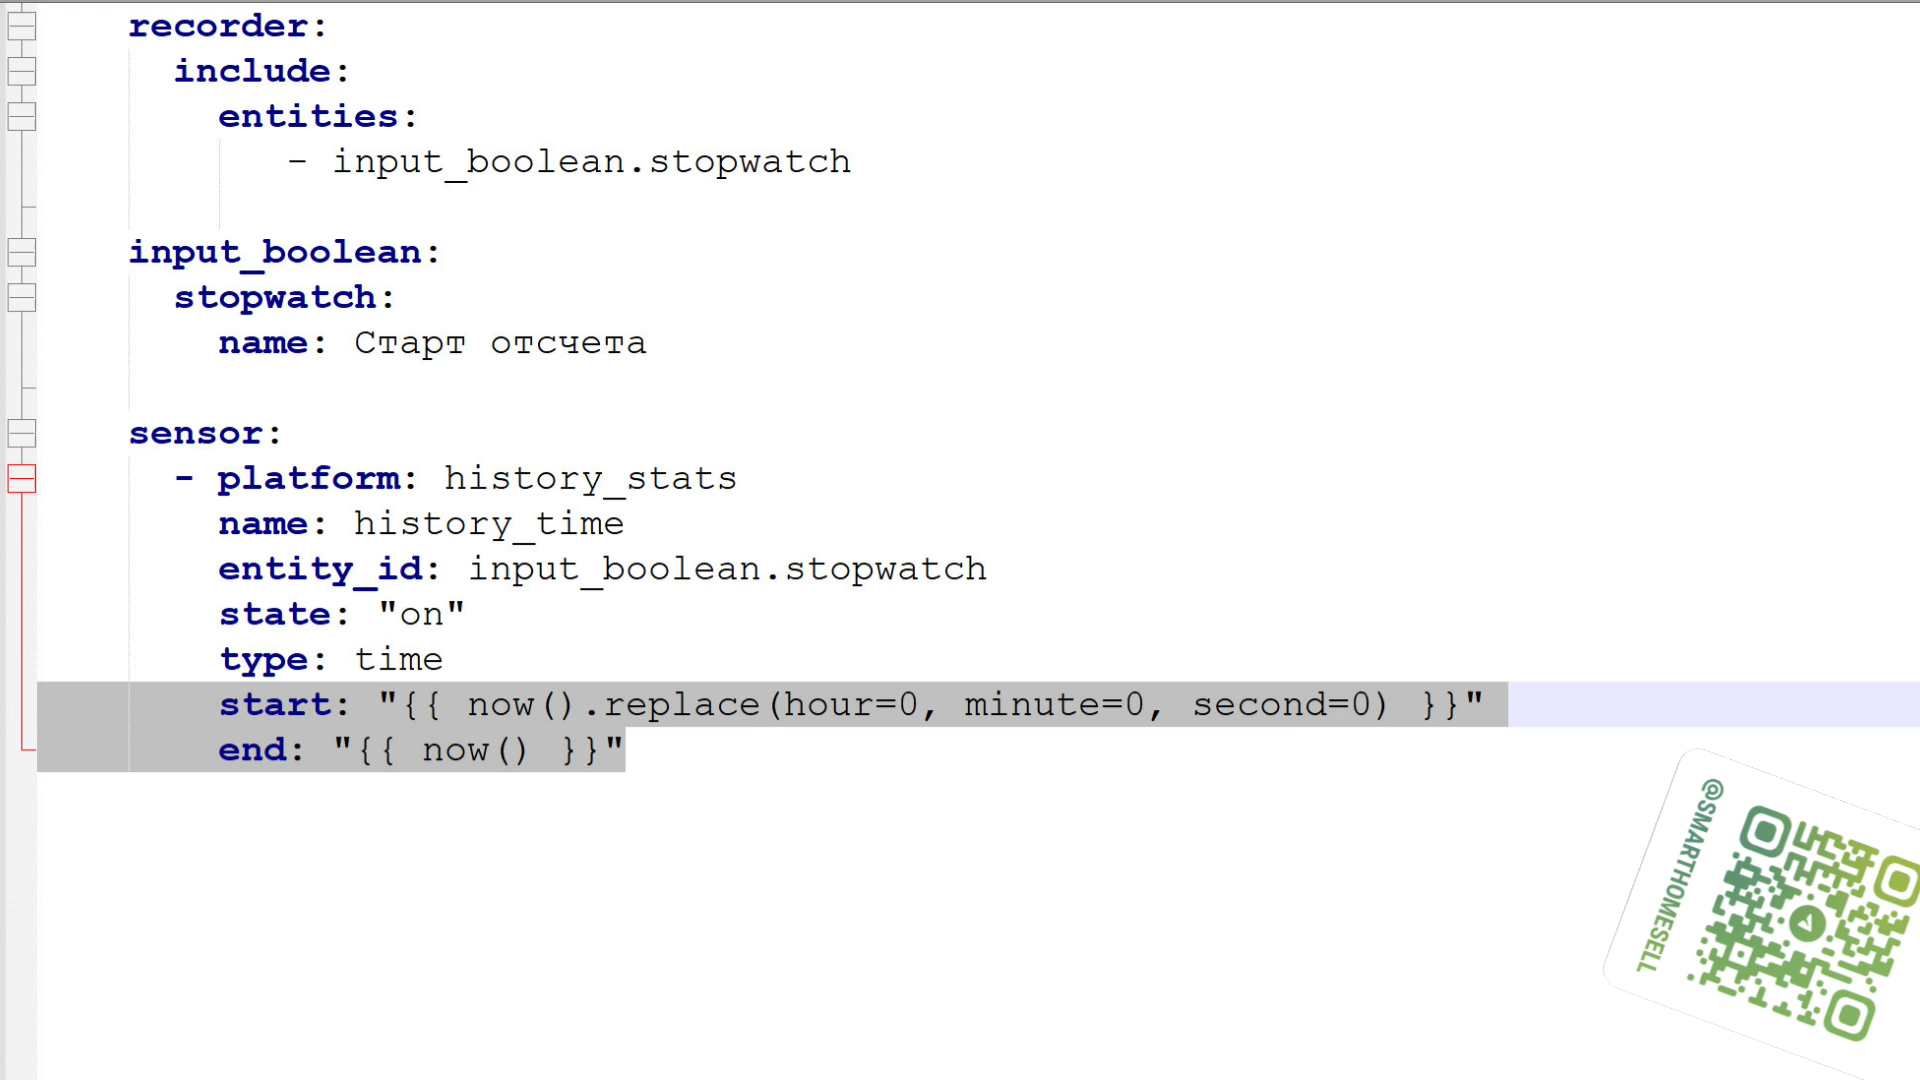 recorder:
include:
entities:
- input_boolean.stopwatch
input_boolean:
stopwatch:
name: Старт отсчета
sensor:
- platform: history_stats
name: history_time
entity_id: input_boolean.stopwatch
state: "on"
type: time
start: "{{ now().replace(hour=0, minute=0, second=0) }}"
end: "{{ now() }}"
@SMARTHOMESELL